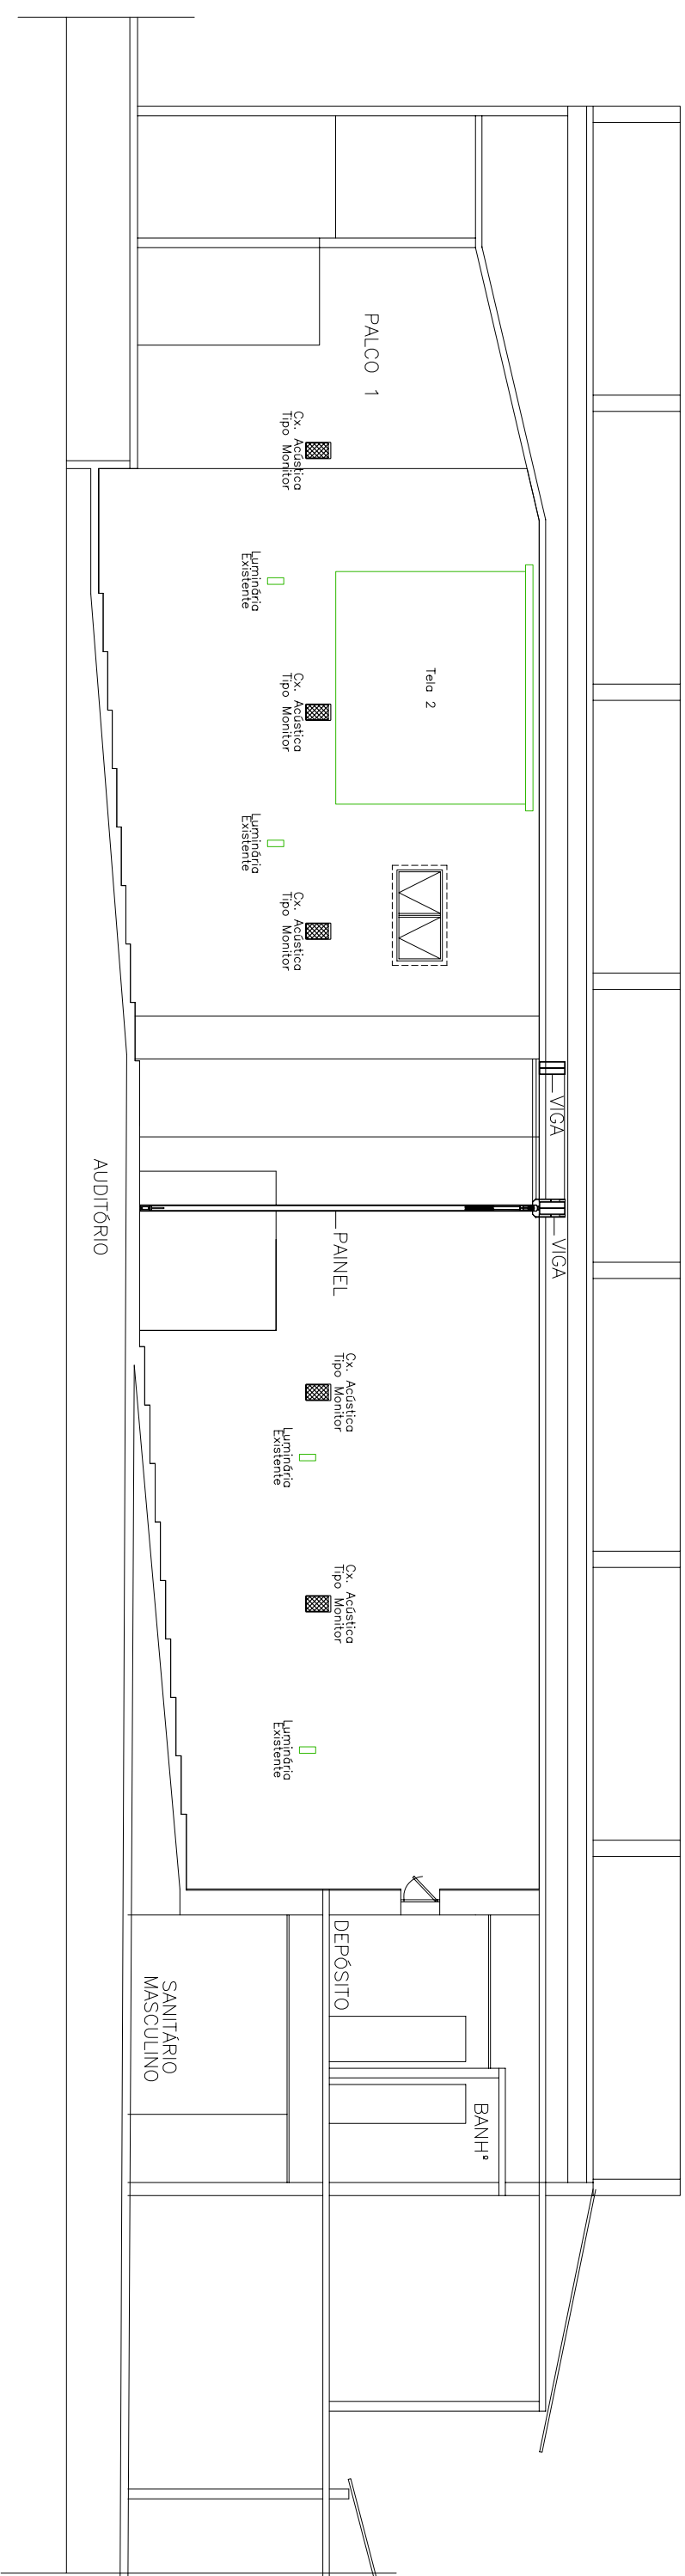 PALCO 1
Cx. Acústica
Tipo Monitor
Luminária
Existente
Tela 2
Cx. Acústica
Tipo Monitor
Luminária
Existente
Cx. Acústica
Tipo Monitor
VIGA
VIGA
AUDITÓRIO
PAINEL
Cx. Acústica
Tipo Monitor
Luminária
Existente
Cx. Acústica
Tipo Monitor
Luminária
Existente
DEPÓSITO
SANITÁRIO
MASCULINO
BANHº